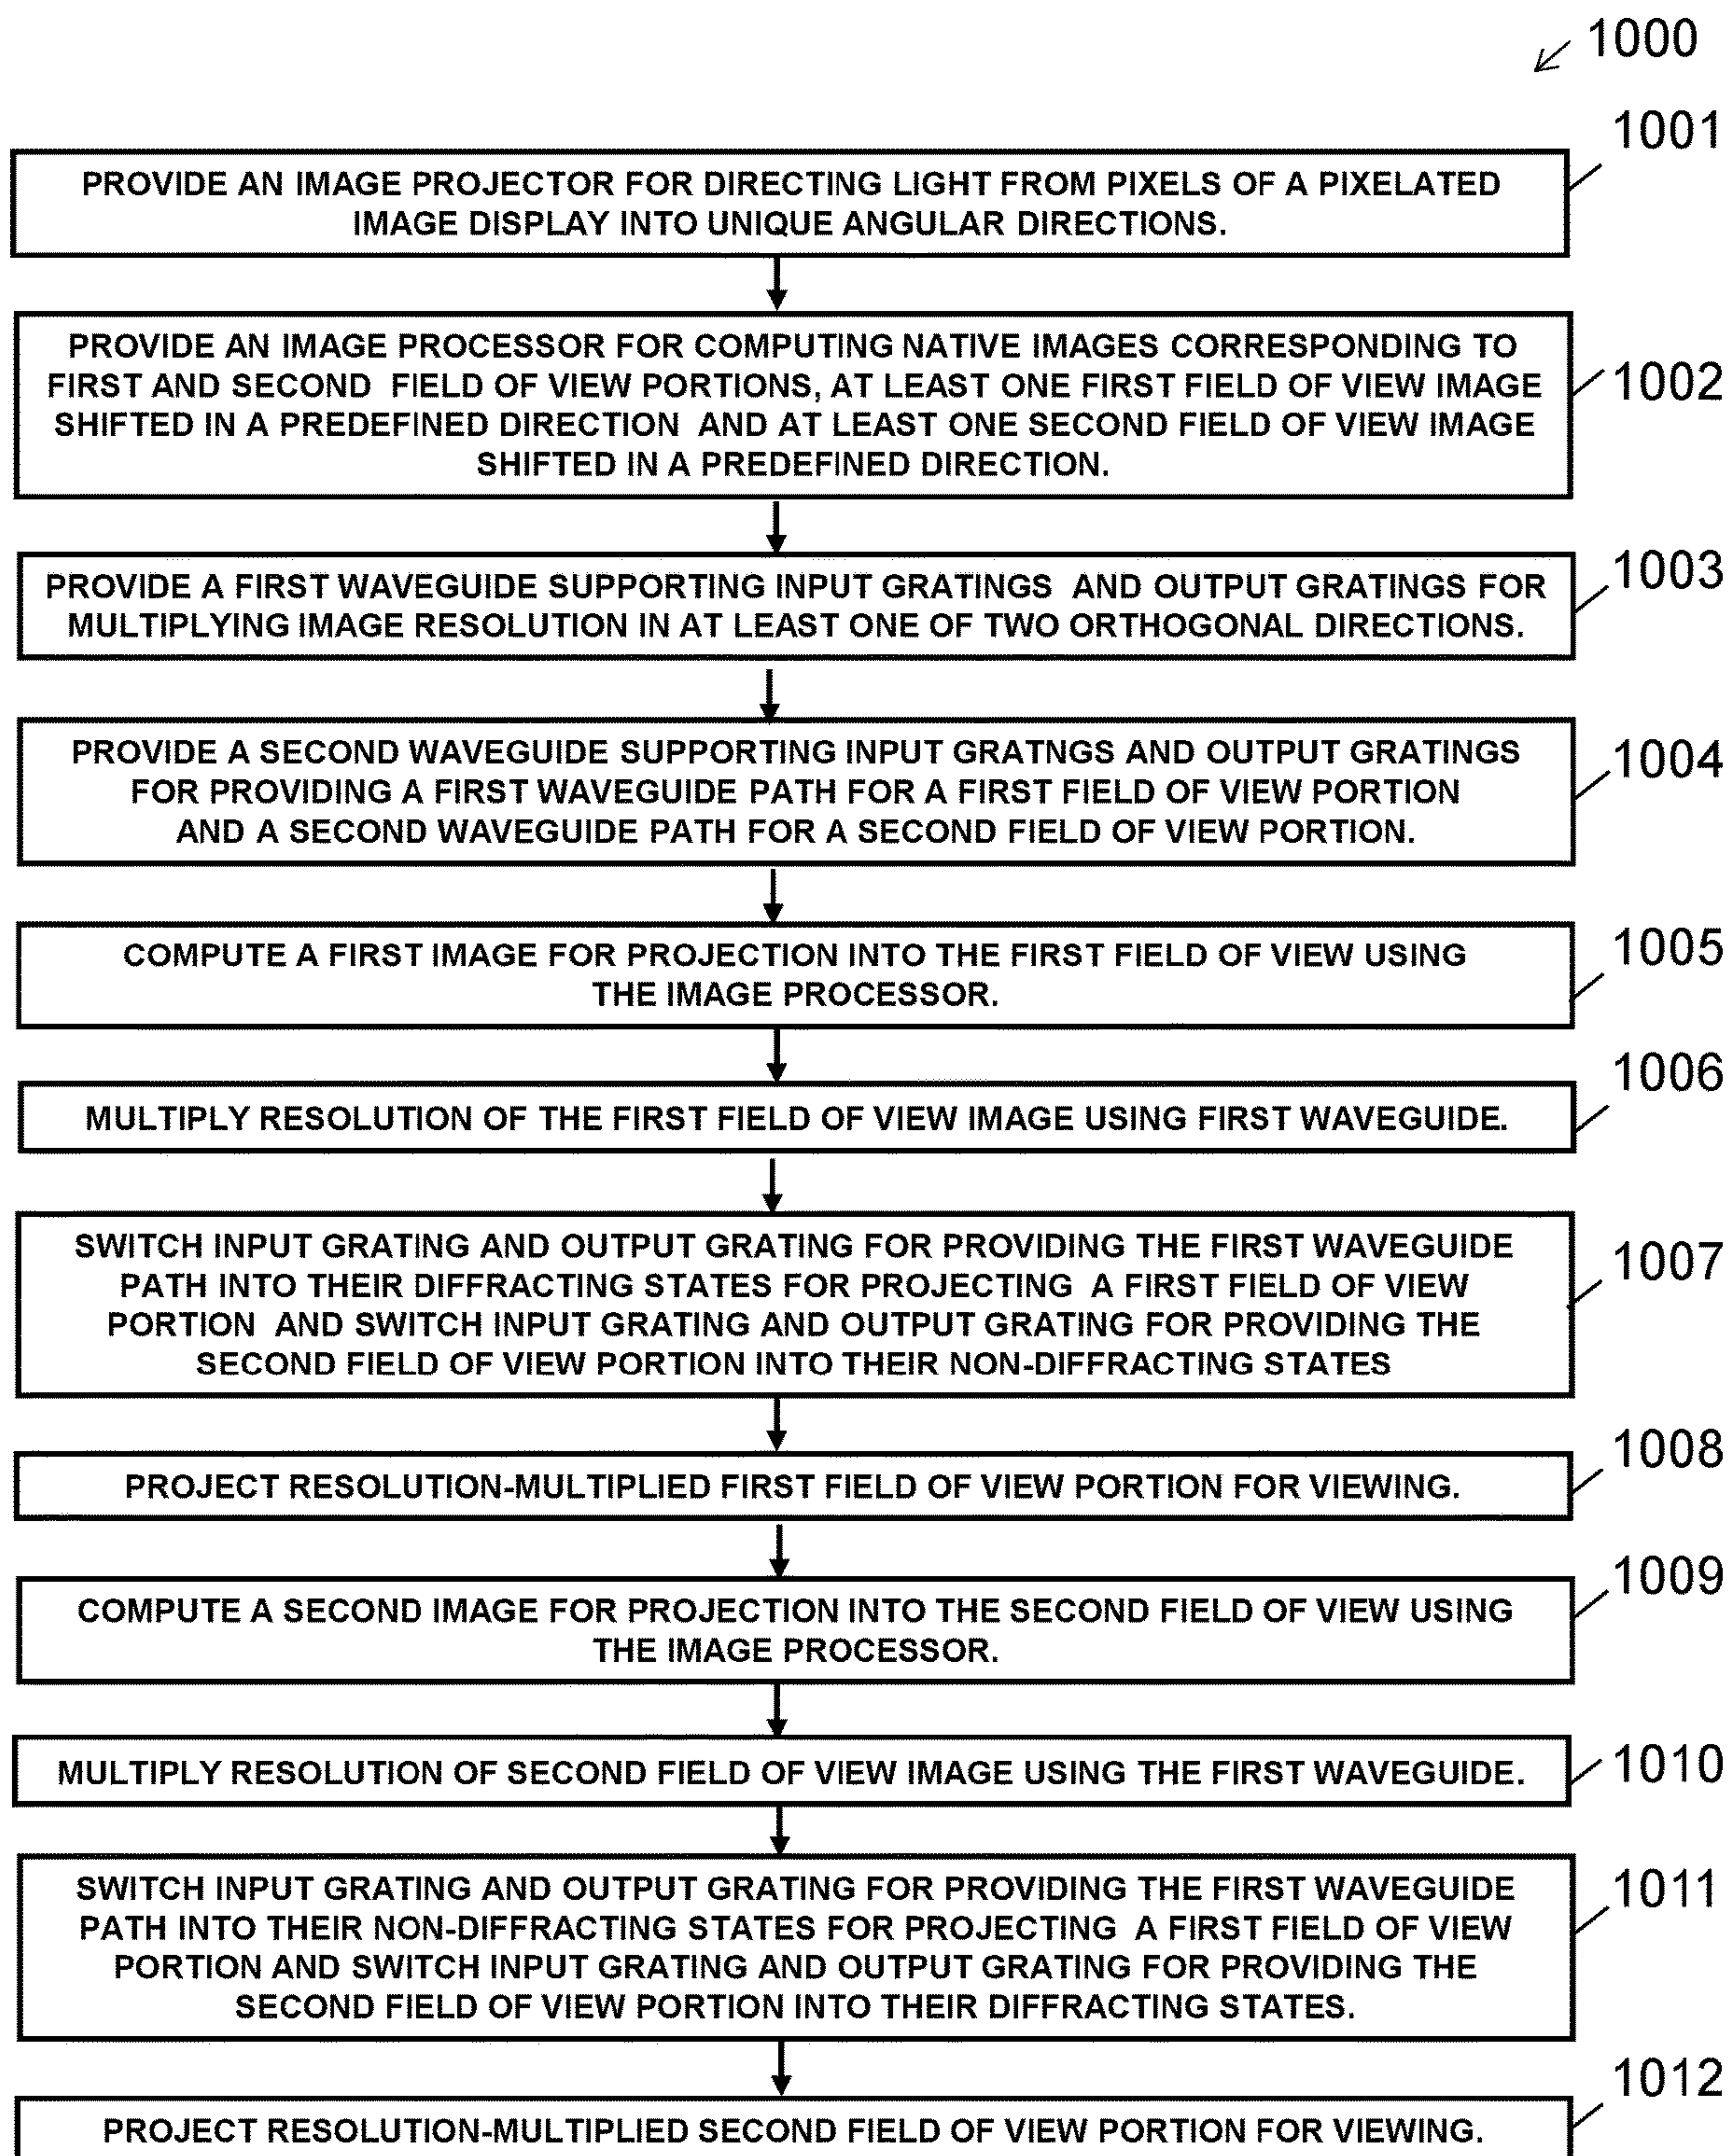 1000
1001
PROVIDE AN IMAGE PROJECTOR FOR DIRECTING LIGHT FROM PIXELS OF A PIXELATED
IMAGE DISPLAY INTO UNIQUE ANGULAR DIRECTIONS.
1002
PROVIDE AN IMAGE PROCESSOR FOR COMPUTING NATIVE IMAGES CORRESPONDING TO
FIRST AND SECOND FIELD OF VIEW PORTIONS, AT LEAST ONE FIRST FIELD OF VIEW IMAGE
SHIFTED IN A PREDEFINED DIRECTION AND AT LEAST ONE SECOND FIELD OF VIEW IMAGE
SHIFTED IN A PREDEFINED DIRECTION.
1003
PROVIDE A FIRST WAVEGUIDE SUPPORTING INPUT GRATINGS AND OUTPUT GRATINGS FOR
MULTIPLYING IMAGE RESOLUTION IN AT LEAST ONE OF TWO ORTHOGONAL DIRECTIONS.
1004
PROVIDE A SECOND WAVEGUIDE SUPPORTING INPUT GRATNGS AND OUTPUT GRATINGS
FOR PROVIDING A FIRST WAVEGUIDE PATH FOR A FIRST FIELD OF VIEW PORTION
AND A SECOND WAVEGUIDE PATH FOR A SECOND FIELD OF VIEW PORTION.
1005
COMPUTE A FIRST IMAGE FOR PROJECTION INTO THE FIRST FIELD OF VIEW USING
THE IMAGE PROCESSOR.
1006
MULTIPLY RESOLUTION OF THE FIRST FIELD OF VIEW IMAGE USING FIRST WAVEGUIDE.
1007
SWITCH INPUT GRATING AND OUTPUT GRATING FOR PROVIDING THE FIRST WAVEGUIDE
PATH INTO THEIR DIFFRACTING STATES FOR PROJECTING A FIRST FIELD OF VIEW
PORTION AND SWITCH INPUT GRATING AND OUTPUT GRATING FOR PROVIDING THE
SECOND FIELD OF VIEW PORTION INTO THEIR NON-DIFFRACTING STATES
1008
PROJECT RESOLUTION-MULTIPLIED FIRST FIELD OF VIEW PORTION FOR VIEWING.
1009
COMPUTE A SECOND IMAGE FOR PROJECTION INTO THE SECOND FIELD OF VIEW USING
THE IMAGE PROCESSOR.
1010
MULTIPLY RESOLUTION OF SECOND FIELD OF VIEW IMAGE USING THE FIRST WAVEGUIDE.
1011
SWITCH INPUT GRATING AND OUTPUT GRATING FOR PROVIDING THE FIRST WAVEGUIDE
PATH INTO THEIR NON-DIFFRACTING STATES FOR PROJECTING A FIRST FIELD OF VIEW
PORTION AND SWITCH INPUT GRATING AND OUTPUT GRATING FOR PROVIDING THE
SECOND FIELD OF VIEW PORTION INTO THEIR DIFFRACTING STATES.
1012
PROJECT RESOLUTION-MULTIPLIED SECOND FIELD OF VIEW PORTION FOR VIEWING.